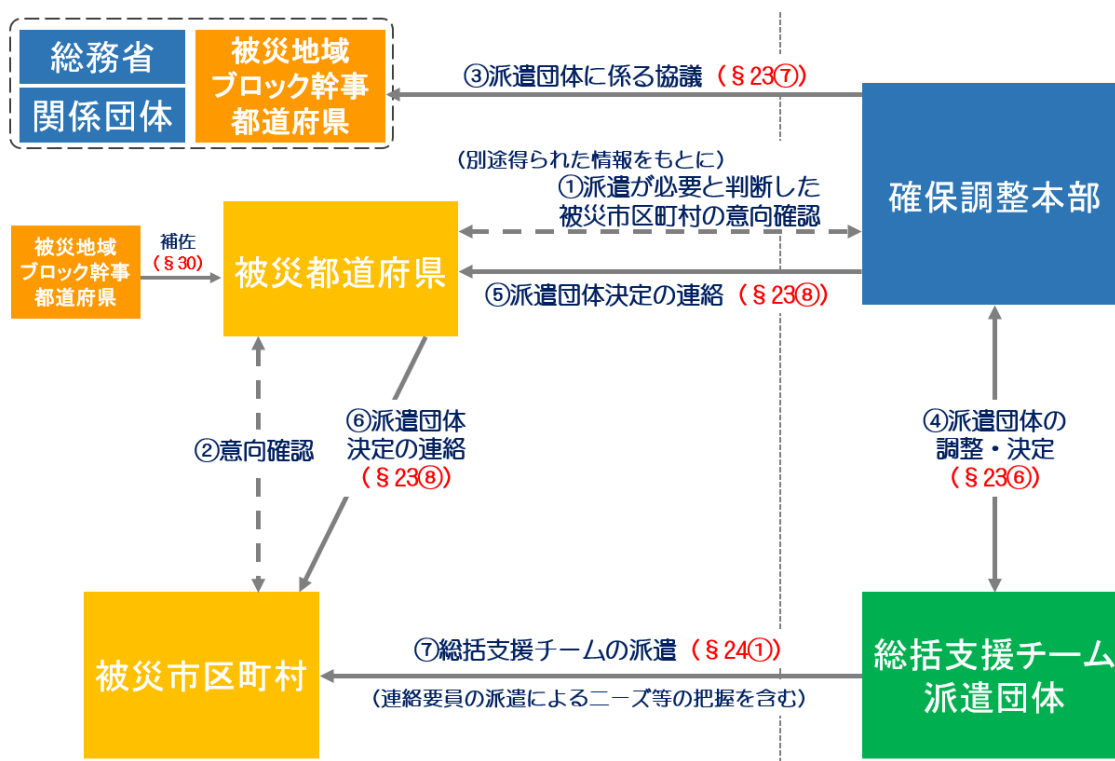 総務省
関係団体
被災地域
ブロック幹事
都道府県
③派遣団体に係る協議（§23⑦）
（別途得られた情報をもとに）
①派遣が必要と判断した
被災市区町村の意向確認
確保調整本部
被災地域
ブロック幹事
都道府県
補佐
（§30）
被災都道府県
⑤派遣団体決定の連絡（§23⑧）
②意向確認
⑥派遣団体
決定の連絡
（§23⑧）
④派遣団体の
調整・決定
（§23⑥）
被災市区町村
⑦総括支援チームの派遣（§24①）
（連絡要員の派遣によるニーズ等の把握を含む）
総括支援チーム
派遣団体